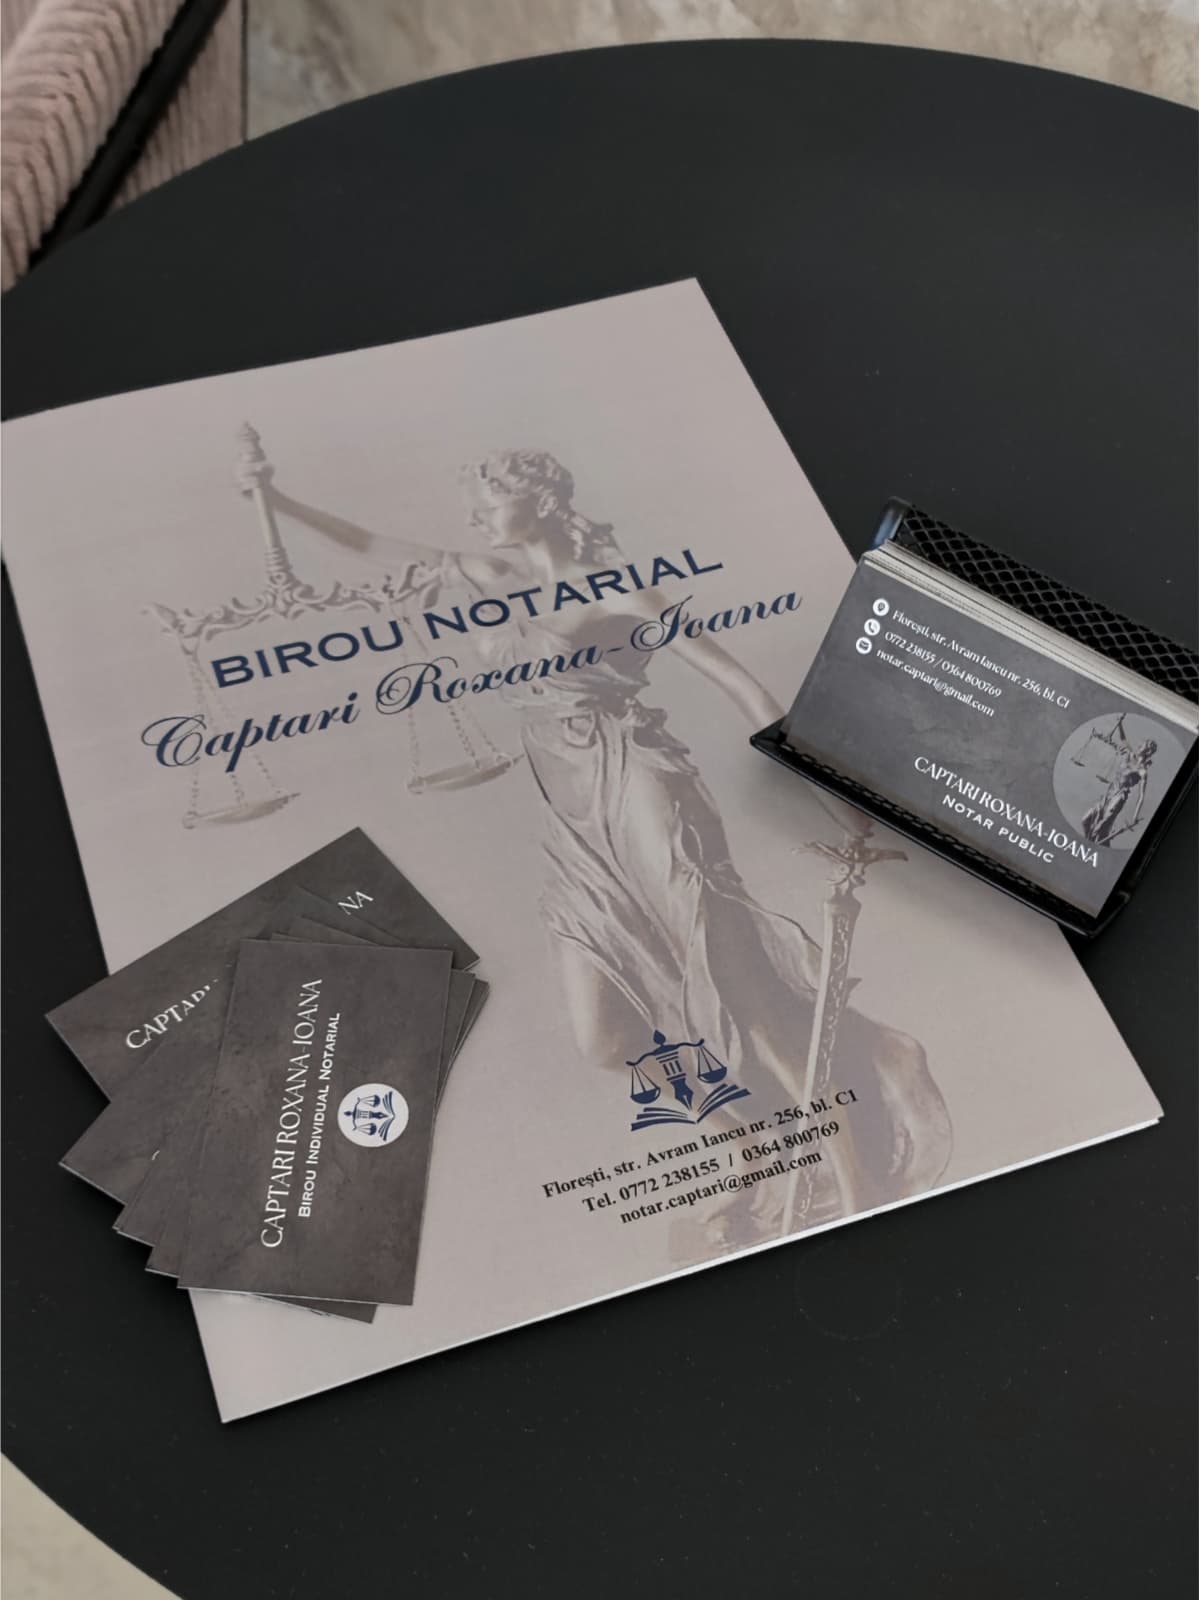 BIROU NOTARIAL
Captari Roxana-Ioana
Florești, str. Avram Iancu nr. 256, bl. C1
Tel. 0772 238155 / 0364 800769
notar.captari@gmail.com
Florești, str. Avram Iancu nr. 256, bl. C1
0772 238155 / 0364 800769
notar.captari@gmail.com
CAPTARI ROXANA-IOANA
NOTAR PUBLIC
NA
CAPTARI
CAPTARI ROXANA-IOANA
BIROU INDIVIDUAL NOTARIAL